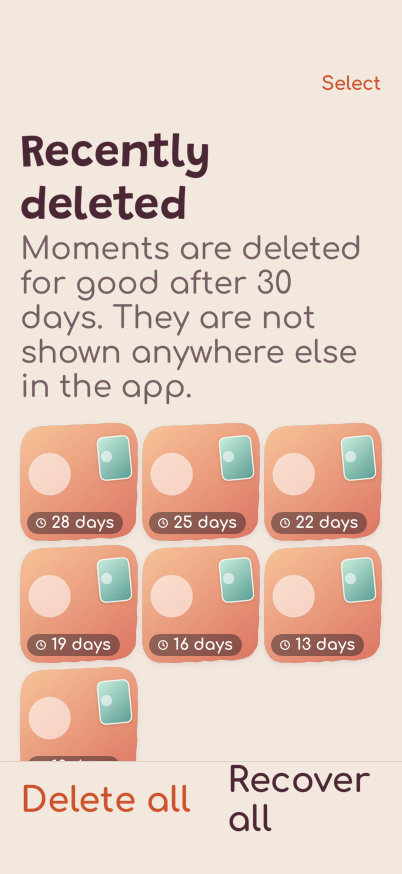 Select
Recently
deleted
Moments are deleted
for good after 30
days. They are not
shown anywhere else
in the app.
28 days
25 days
22 days
19 days
16 days
13 days
Delete all
Recover
all